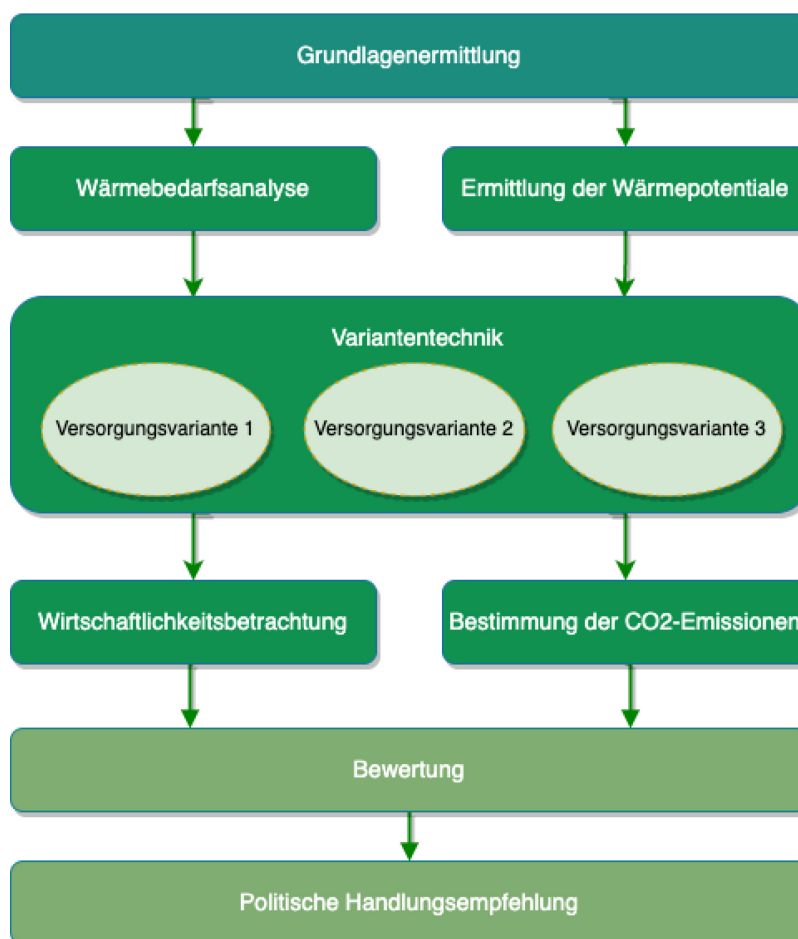 Grundlagenermittlung
Wärmebedarfsanalyse
Ermittlung der Wärmepotentiale
Variantentechnik
Versorgungsvariante 1
Versorgungsvariante 2
Versorgungsvariante 3
Wirtschaftlichkeitsbetrachtung
Bestimmung der CO2-Emissionen
Bewertung
Politische Handlungsempfehlung